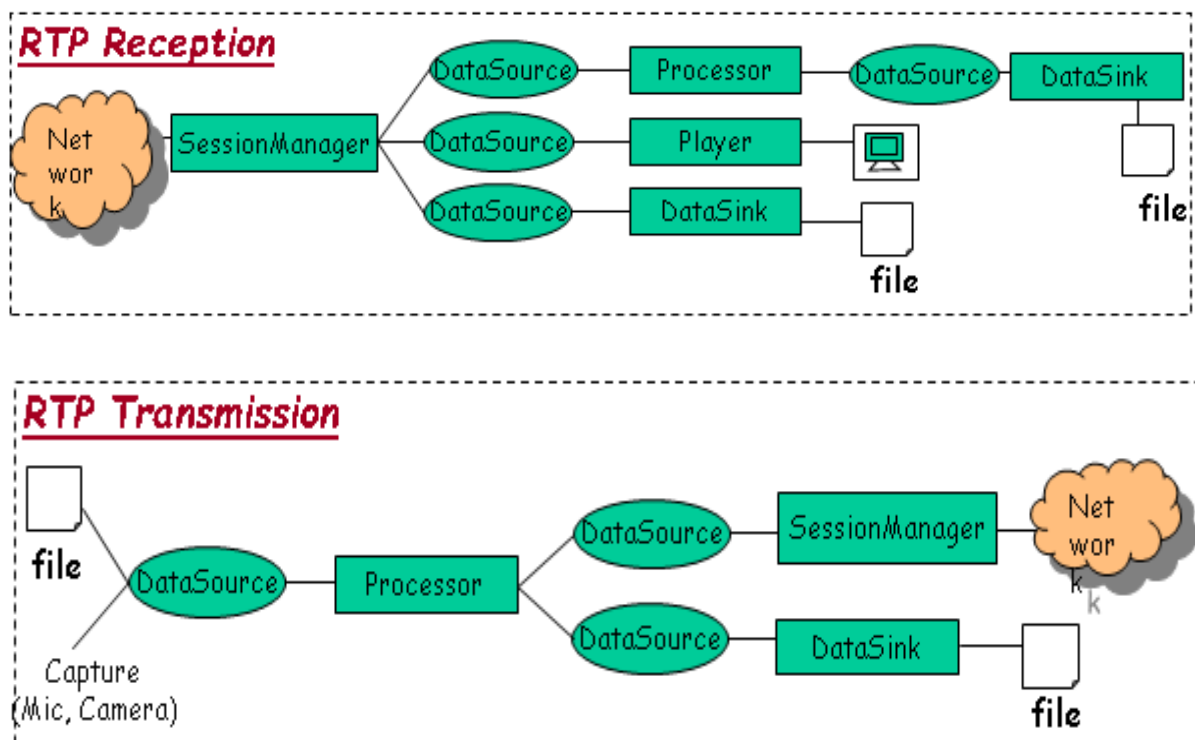 RTP Reception
DataSource
Processor
DataSource
DataSink
Net
wor
k
SessionManager
DataSource
Player
DataSource
DataSink
file
file
RTP Transmission
file
DataSource
Processor
DataSource
SessionManager
Net
wor
k
k
DataSource
DataSink
file
Capture
(Mic, Camera)